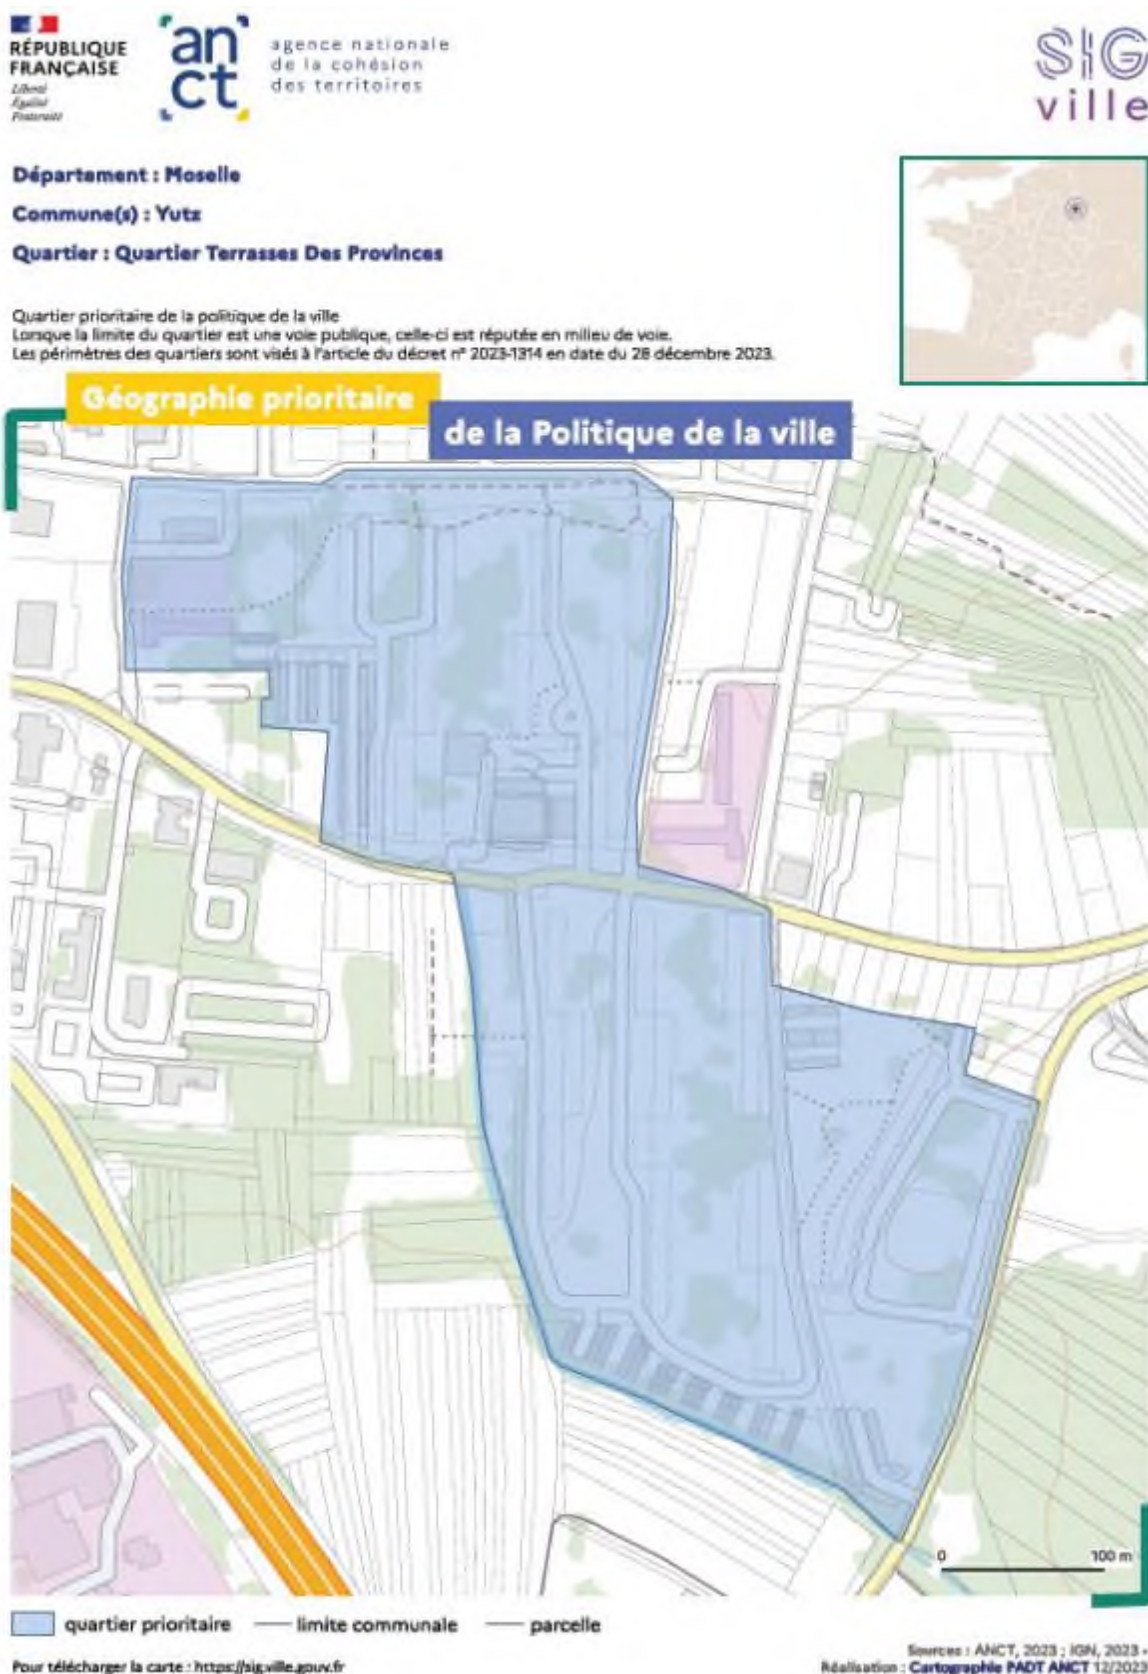 RÉPUBLIQUE
FRANÇAISE
Liberté
Égalité
Fraternité
anct
agence nationale
de la cohésion
des territoires
SIG
ville
Département : Moselle
Commune(s) : Yutz
Quartier : Quartier Terrasses Des Provinces
Quartier prioritaire de la politique de la ville
Lorsque la limite du quartier est une voie publique, celle-ci est réputée en milieu de voie.
Les périmètres des quartiers sont visés à l'article du décret n° 2023-1314 en date du 28 décembre 2023.
Géographie prioritaire
de la Politique de la ville
0 100 m
quartier prioritaire limite communale parcelle
Pour télécharger la carte : https://sig.ville.gouv.fr
Sources : ANCT, 2023 ; IGN, 2023 -
Réalisation : Cartographie PADT ANCT 12/2023